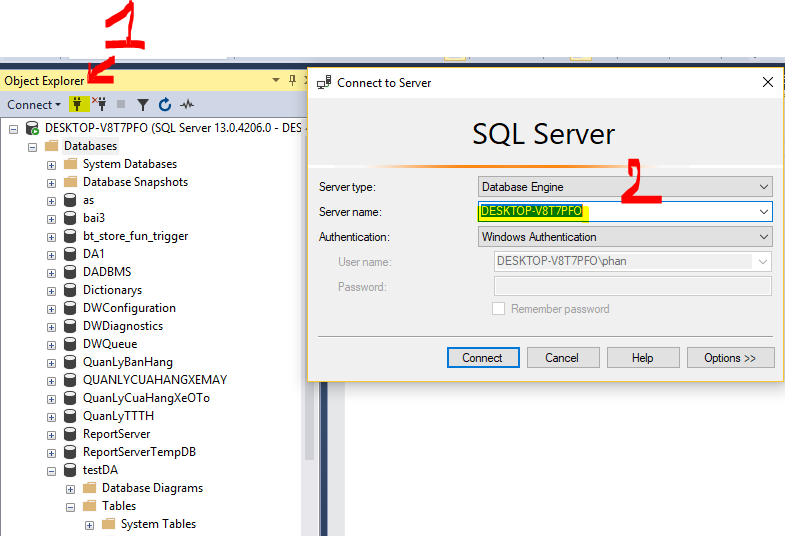 1
Object Explorer
Connect
DESKTOP-V8T7PFO (SQL Server 13.0.4206.0 - DES
Databases
System Databases
Database Snapshots
as
bai3
bt_store_fun_trigger
DA1
DADBMS
Dictionarys
DWConfiguration
DWDiagnostics
DWQueue
QuanLyBanHang
QUANLYCUAHANGXEMAY
QuanLyCuaHangXeOTo
QuanLyTTTH
ReportServer
ReportServerTempDB
testDA
Database Diagrams
Tables
System Tables
Connect to Server
SQL Server
2
Server type: Database Engine
Server name: DESKTOP-V8T7PFO
Authentication: Windows Authentication
User name: DESKTOP-V8T7PFO\phan
Password:
Remember password
Connect Cancel Help Options >>